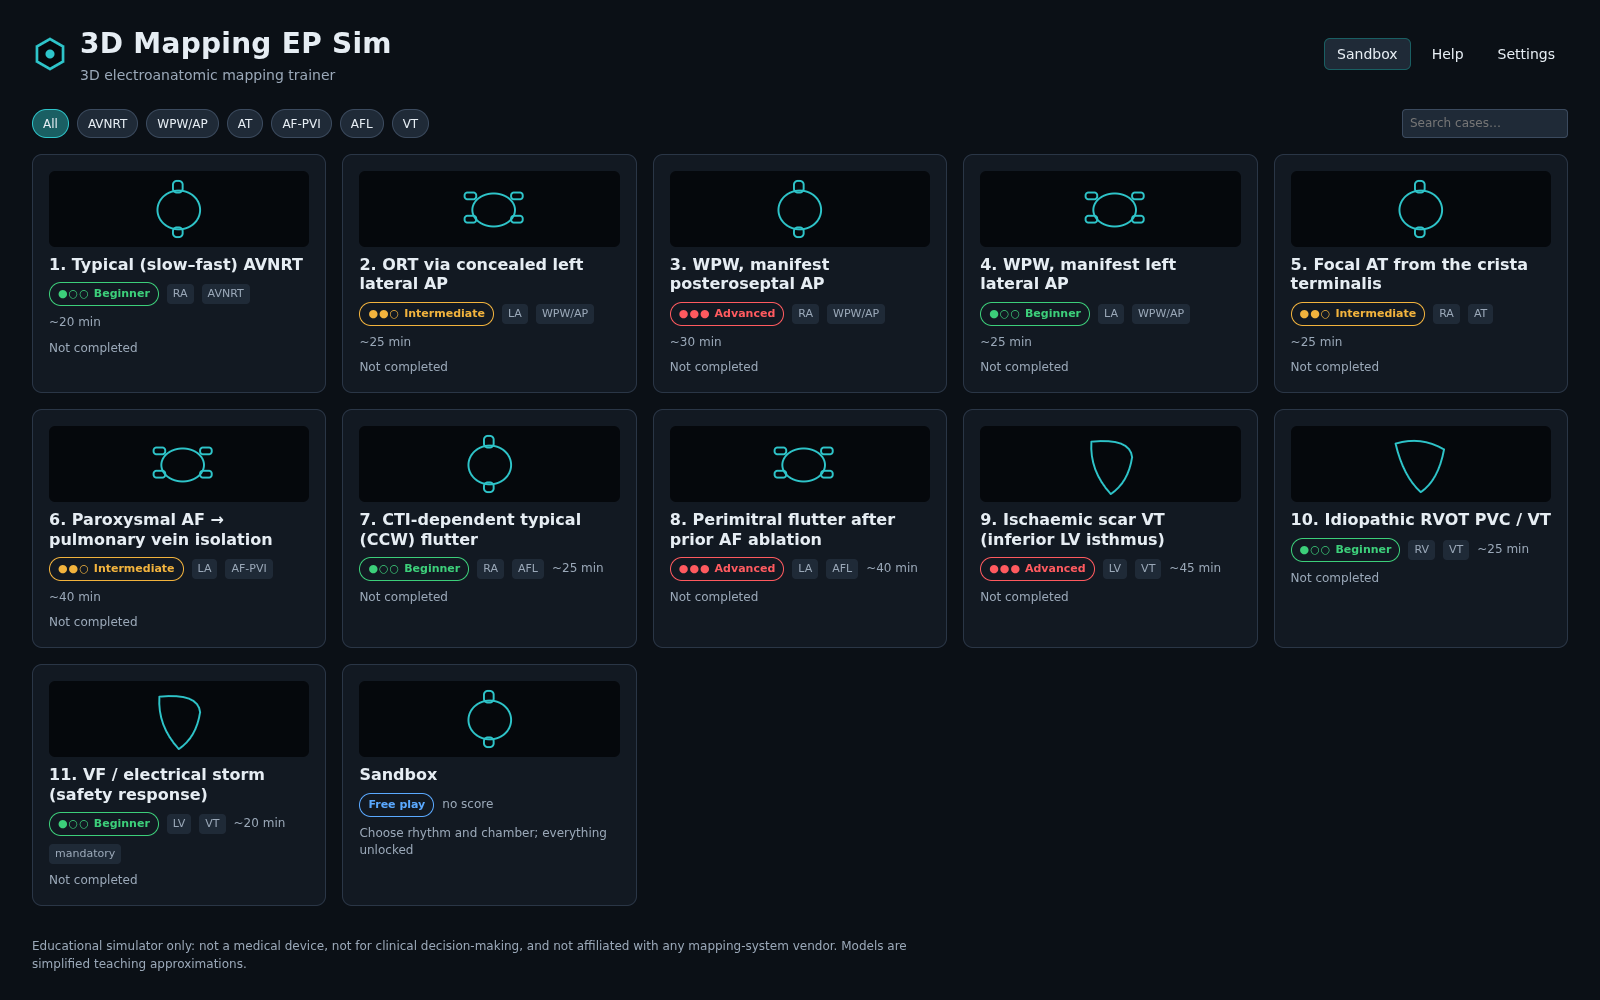 3D Mapping EP Sim
3D electroanatomic mapping trainer
Sandbox
Help
Settings
All
AVNRT
WPW/AP
AT
AF-PVI
AFL
VT
Search cases...
1. Typical (slow–fast) AVNRT
●○○ Beginner RA AVNRT
~20 min
Not completed
2. ORT via concealed left
lateral AP
●●○ Intermediate LA WPW/AP
~25 min
Not completed
3. WPW, manifest
posteroseptal AP
●●● Advanced RA WPW/AP
~30 min
Not completed
4. WPW, manifest left
lateral AP
●○○ Beginner LA WPW/AP
~25 min
Not completed
5. Focal AT from the crista
terminalis
●●○ Intermediate RA AT
~25 min
Not completed
6. Paroxysmal AF →
pulmonary vein isolation
●●○ Intermediate LA AF-PVI
~40 min
Not completed
7. CTI-dependent typical
(CCW) flutter
●○○ Beginner RA AFL ~25 min
Not completed
8. Perimitral flutter after
prior AF ablation
●●● Advanced LA AFL ~40 min
Not completed
9. Ischaemic scar VT
(inferior LV isthmus)
●●● Advanced LV VT ~45 min
Not completed
10. Idiopathic RVOT PVC / VT
●○○ Beginner RV VT ~25 min
Not completed
11. VF / electrical storm
(safety response)
●○○ Beginner LV VT ~20 min
mandatory
Not completed
Sandbox
Free play no score
Choose rhythm and chamber; everything
unlocked
Educational simulator only: not a medical device, not for clinical decision-making, and not affiliated with any mapping-system vendor. Models are
simplified teaching approximations.